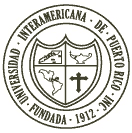 UNIVERSIDAD · INTERAMERICANA · DE · PUERTO RICO, INC.
· FUNDADA · 1912 ·